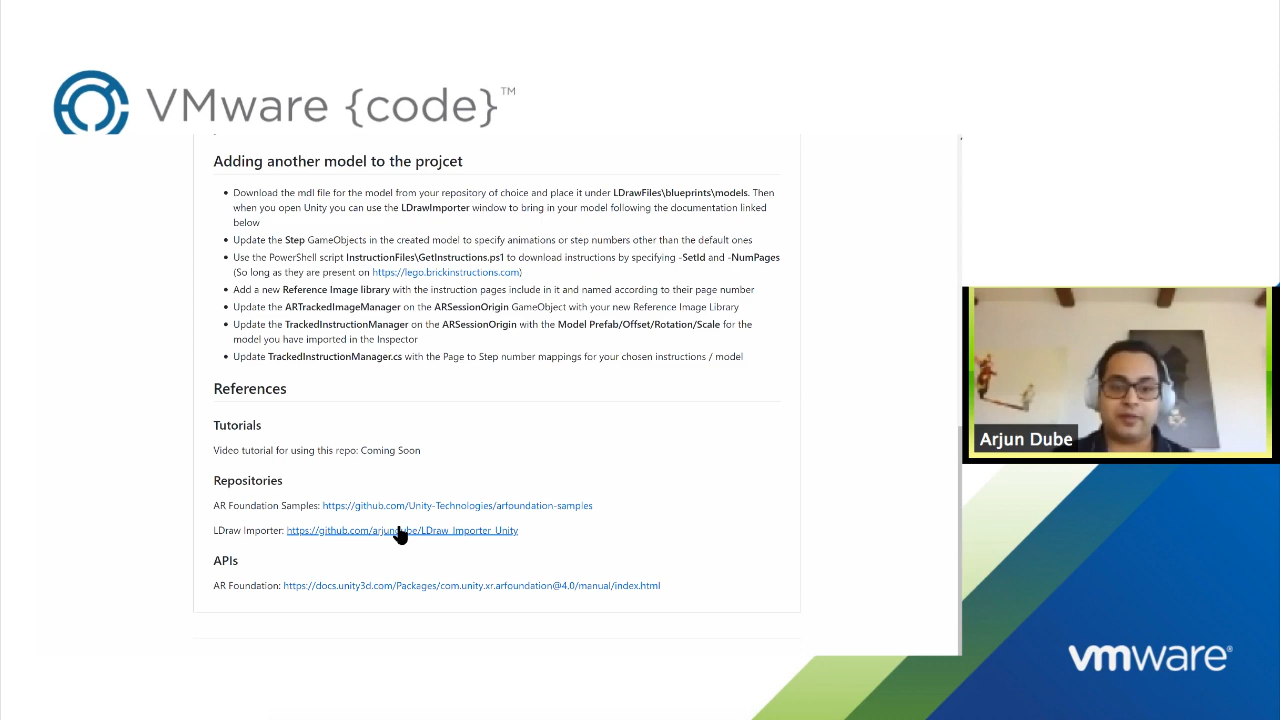 VMware {code}™
Adding another model to the projcet
Download the mdl file for the model from your repository of choice and place it under LDrawFiles\blueprints\models. Then
when you open Unity you can use the LDrawImporter window to bring in your model following the documentation linked
below
Update the Step GameObjects in the created model to specify animations or step numbers other than the default ones
Use the PowerShell script InstructionFiles\GetInstructions.ps1 to download instructions by specifying -SetId and -NumPages
(So long as they are present on https://lego.brickinstructions.com)
Add a new Reference Image library with the instruction pages include in it and named according to their page number
Update the ARTrackedImageManager on the ARSessionOrigin GameObject with your new Reference Image Library
Update the TrackedInstructionManager on the ARSessionOrigin with the Model Prefab/Offset/Rotation/Scale for the
model you have imported in the Inspector
Update TrackedInstructionManager.cs with the Page to Step number mappings for your chosen instructions / model
References
Tutorials
Video tutorial for using this repo: Coming Soon
Repositories
AR Foundation Samples: https://github.com/Unity-Technologies/arfoundation-samples
LDraw Importer: https://github.com/arjundube/LDraw_Importer_Unity
APIs
AR Foundation: https://docs.unity3d.com/Packages/com.unity.xr.arfoundation@4.0/manual/index.html
Arjun Dube
vmware®